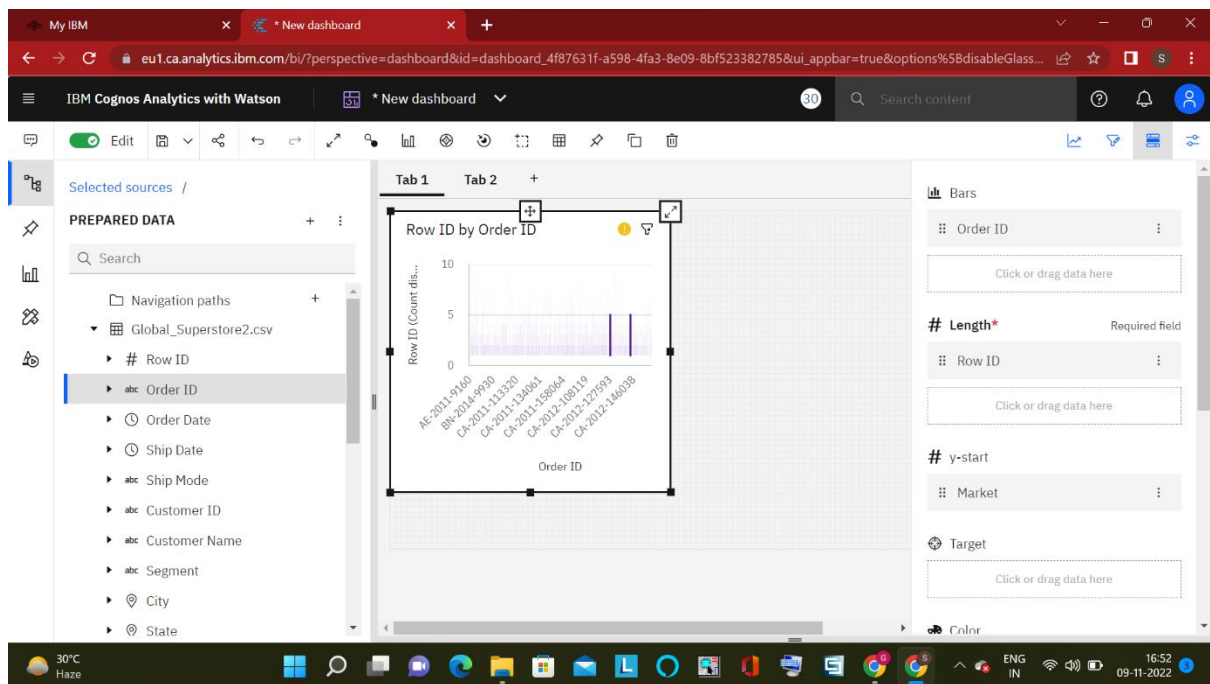 My IBM
* New dashboard
eu1.ca.analytics.ibm.com/bi/?perspective=dashboard&id=dashboard_4f87631f-a598-4fa3-8e09-8bf523382785&ui_appbar=true&options%5BdisableGlass...
S
IBM Cognos Analytics with Watson
* New dashboard
30
Search content
Edit
Selected sources /
Tab 1
Tab 2
+
PREPARED DATA
Search
Navigation paths
Global_Superstore2.csv
# Row ID
abc Order ID
Order Date
Ship Date
abc Ship Mode
abc Customer ID
abc Customer Name
abc Segment
City
State
Row ID by Order ID
Row ID (Count dis...
10
5
0
AE-2011-9160
BN-2014-9930
CA-2011-113320
CA-2011-134061
CA-2011-158064
CA-2012-108119
CA-2012-127593
CA-2012-146038
Order ID
Bars
Order ID
Click or drag data here
# Length* Required field
Row ID
Click or drag data here
# y-start
Market
Target
Click or drag data here
Color
30°C
Haze
ENG
IN
16:52
09-11-2022
3